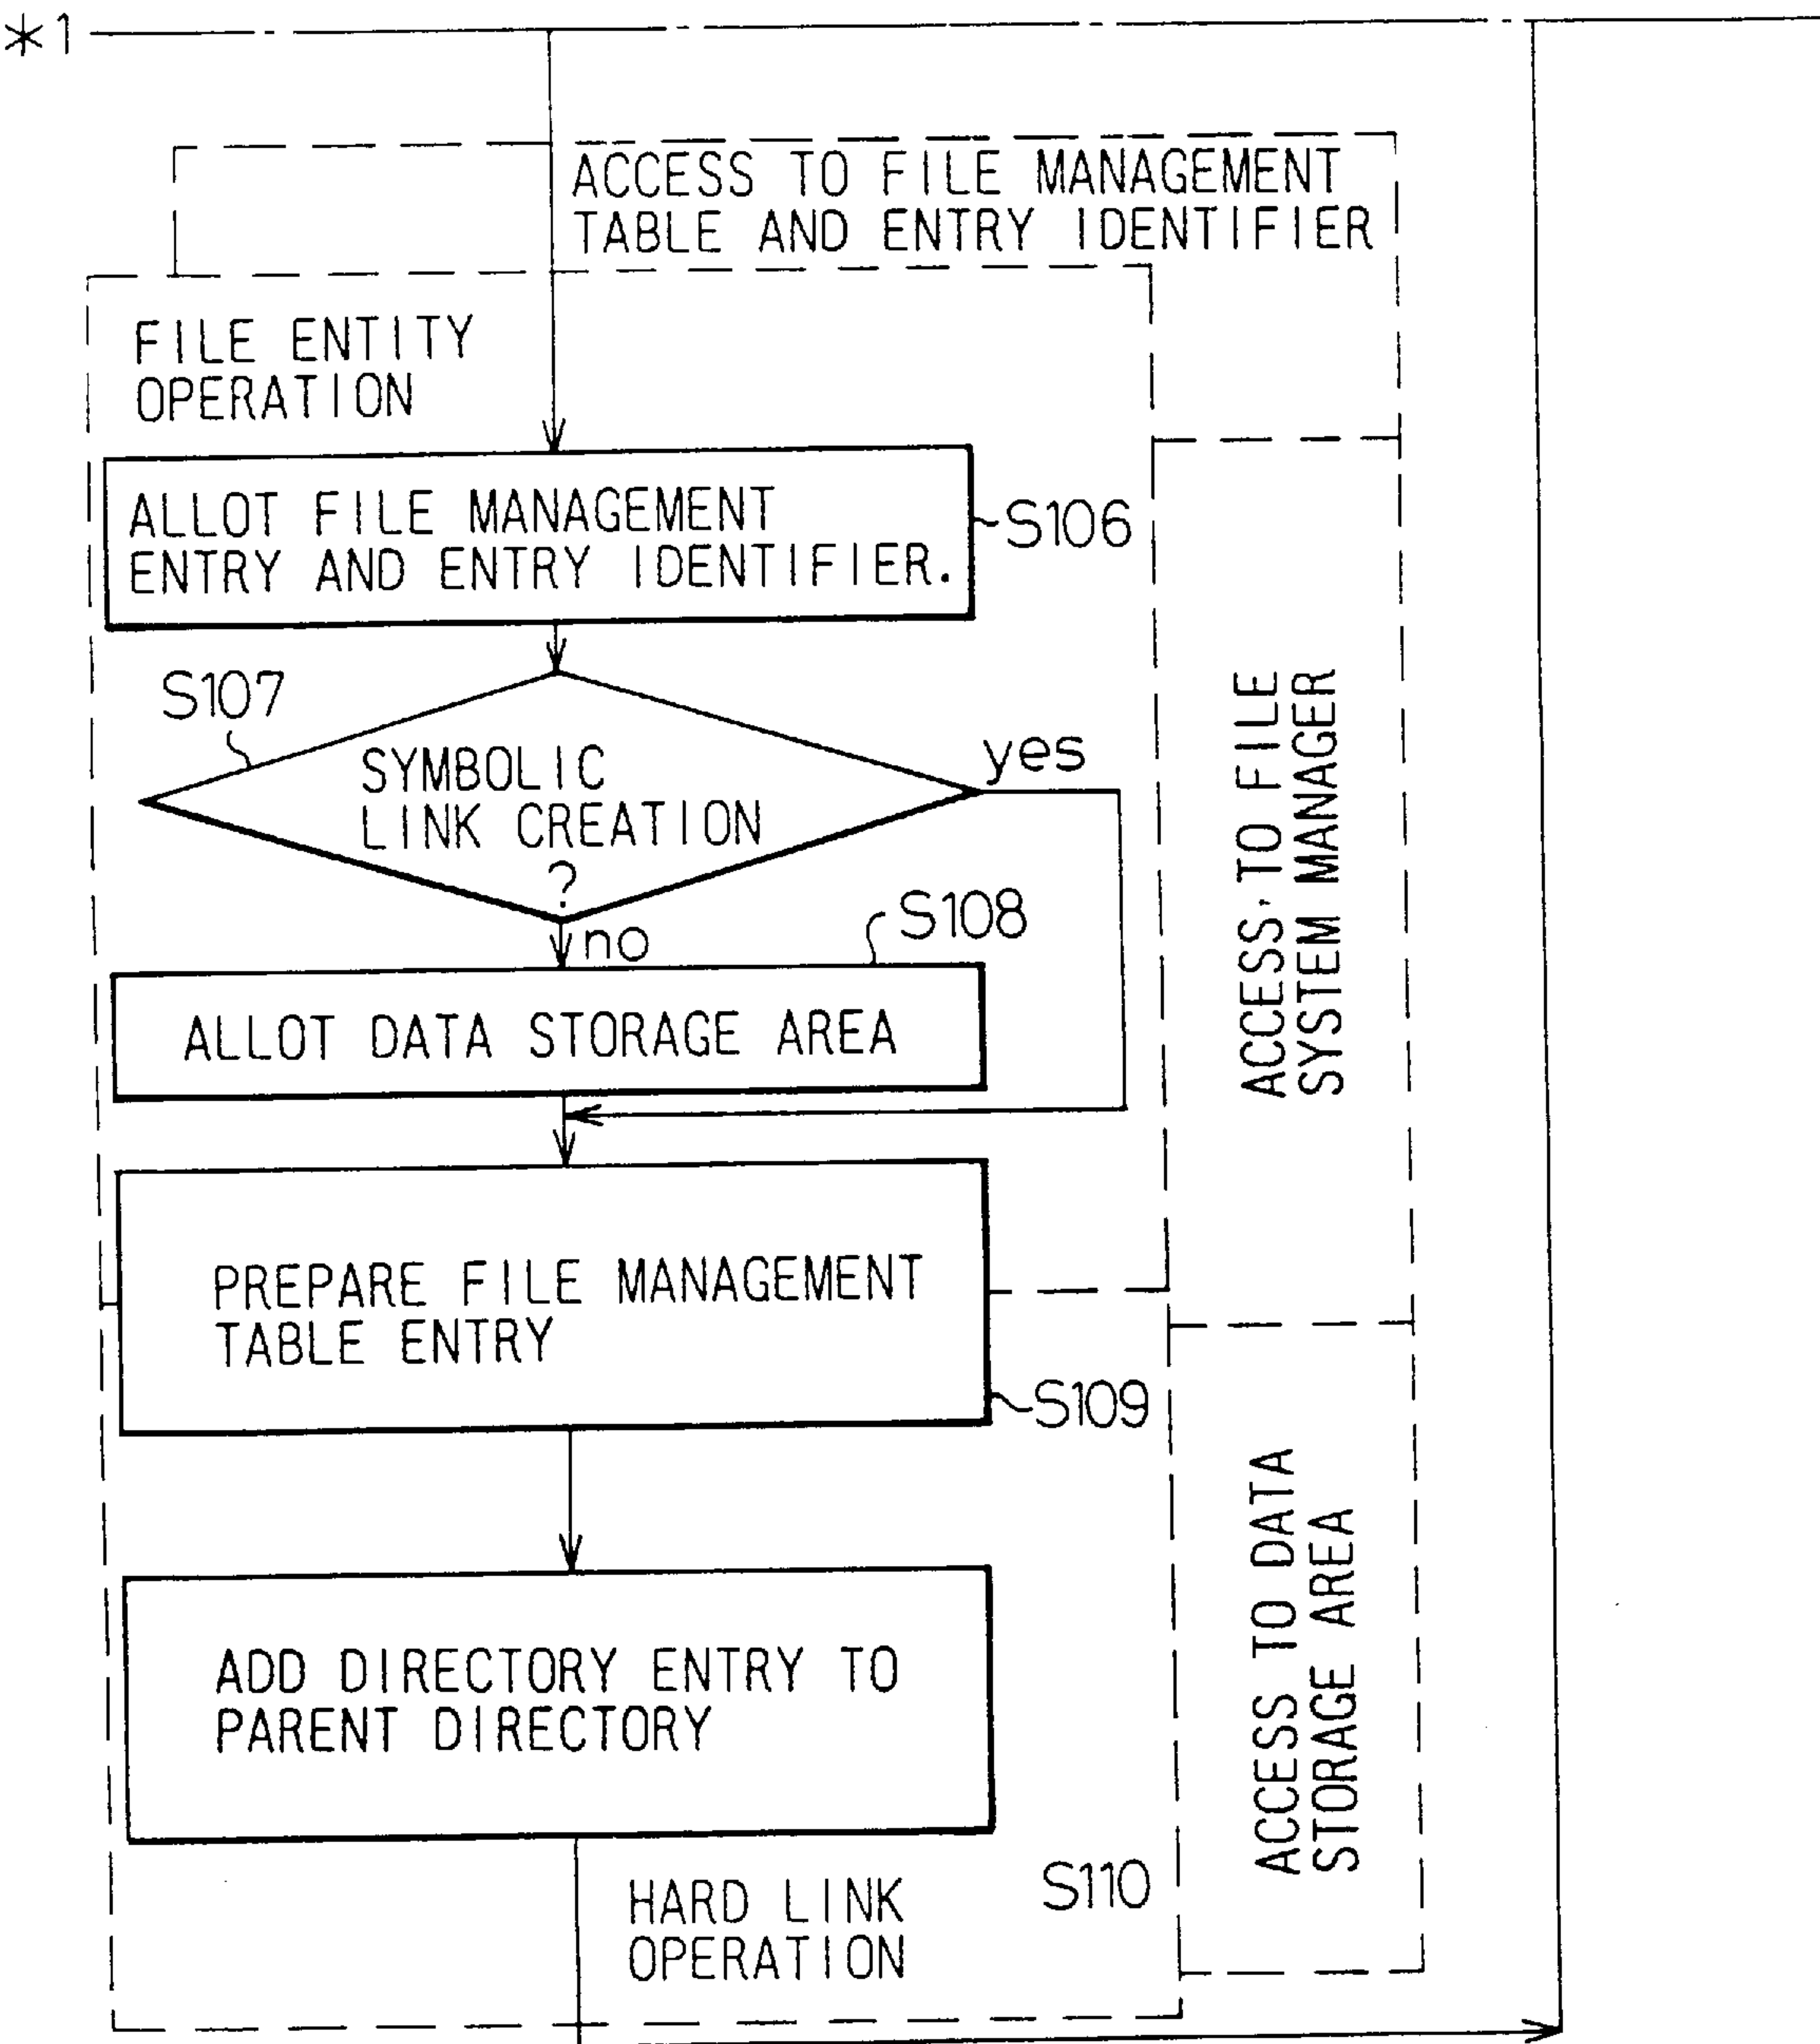 *1
ACCESS TO FILE MANAGEMENT
TABLE AND ENTRY IDENTIFIER
FILE ENTITY
OPERATION
ALLOT FILE MANAGEMENT
ENTRY AND ENTRY IDENTIFIER.
S106
S107
SYMBOLIC
LINK CREATION
?
yes
no
S108
ALLOT DATA STORAGE AREA
ACCESS TO FILE
SYSTEM MANAGER
PREPARE FILE MANAGEMENT
TABLE ENTRY
S109
ADD DIRECTORY ENTRY TO
PARENT DIRECTORY
ACCESS TO DATA
STORAGE AREA
S110
HARD LINK
OPERATION